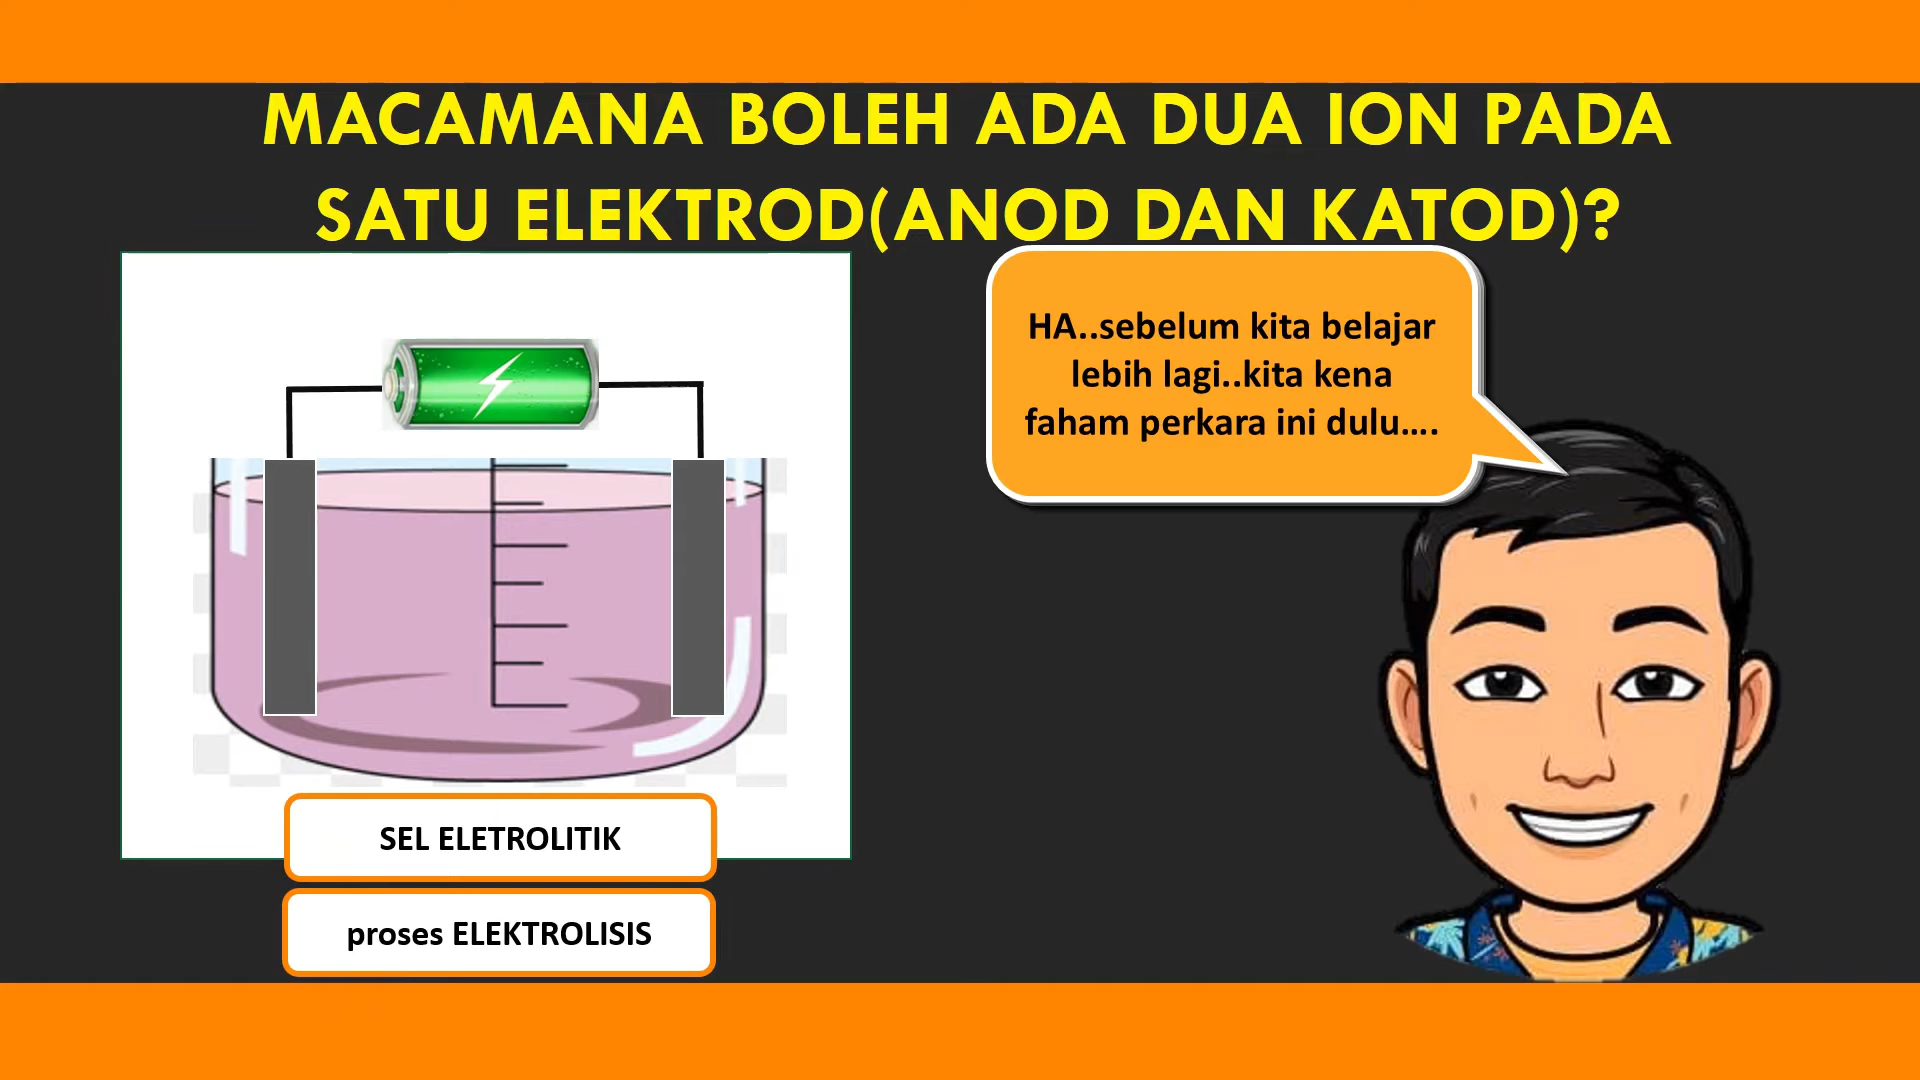 MACAMANA BOLEH ADA DUA ION PADA
SATU ELEKTROD(ANOD DAN KATOD)?
HA..sebelum kita belajar
lebih lagi..kita kena
faham perkara ini dulu....
SEL ELETROLITIK
proses ELEKTROLISIS